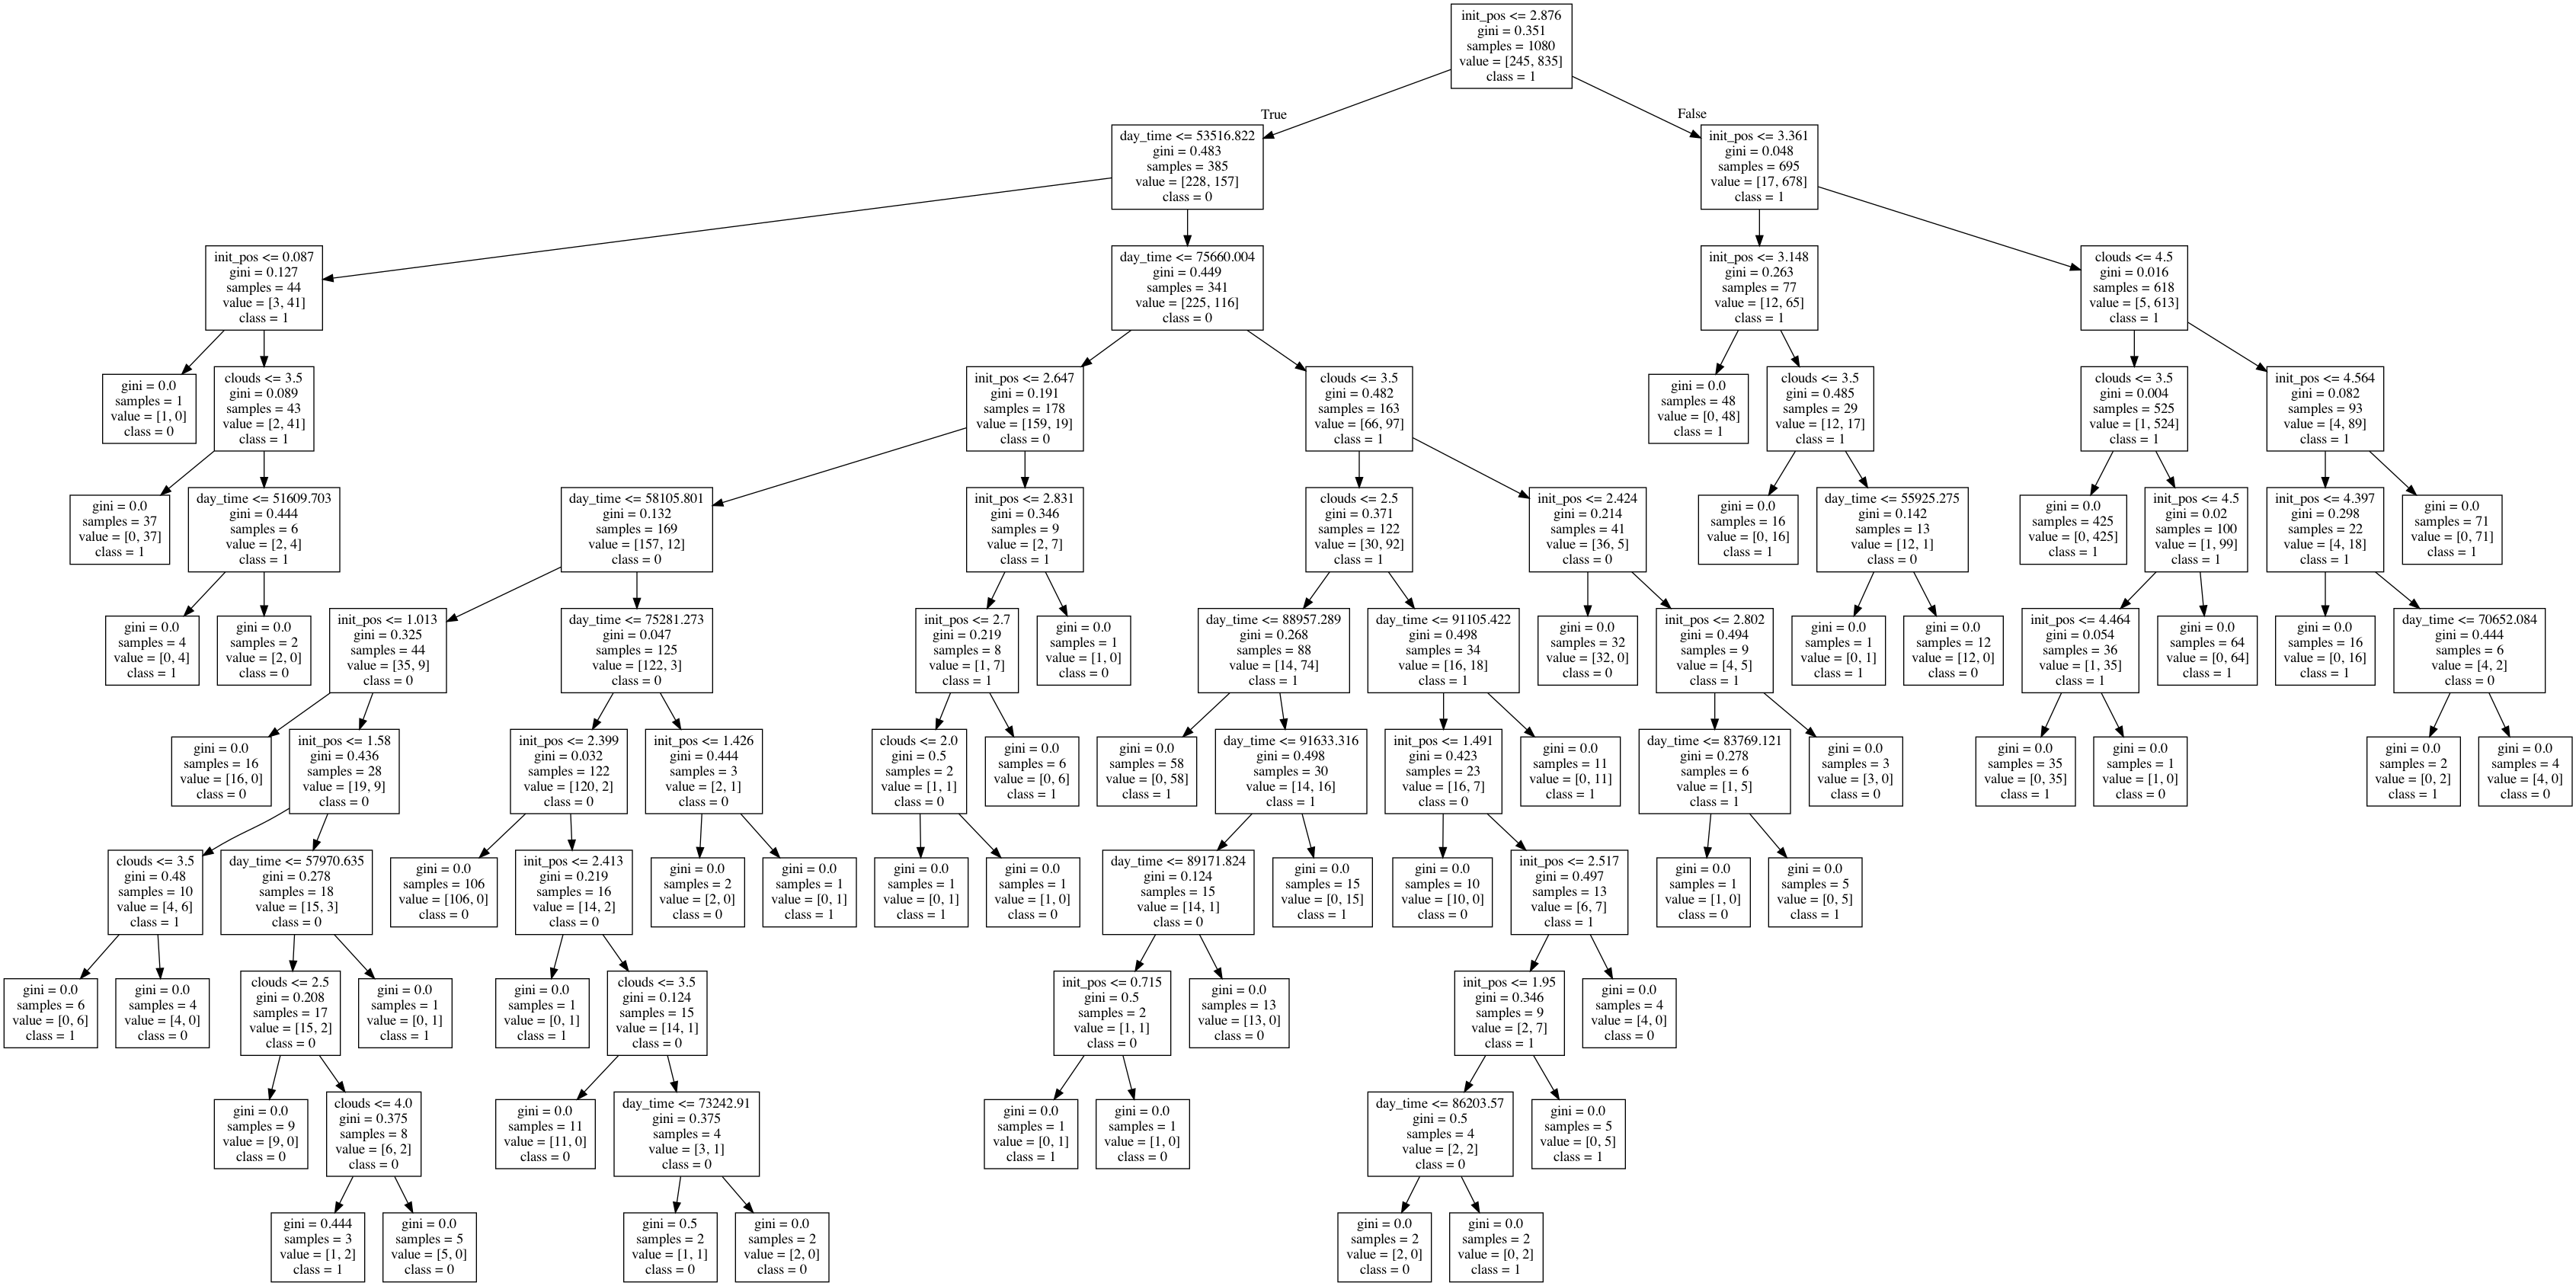 init_pos <= 2.876
gini = 0.351
samples = 1080
value = [245, 835]
class = 1
True
False
day_time <= 53516.822
gini = 0.483
samples = 385
value = [228, 157]
class = 0
init_pos <= 3.361
gini = 0.048
samples = 695
value = [17, 678]
class = 1
init_pos <= 0.087
gini = 0.127
samples = 44
value = [3, 41]
class = 1
day_time <= 75660.004
gini = 0.449
samples = 341
value = [225, 116]
class = 0
init_pos <= 3.148
gini = 0.263
samples = 77
value = [12, 65]
class = 1
clouds <= 4.5
gini = 0.016
samples = 618
value = [5, 613]
class = 1
gini = 0.0
samples = 1
value = [1, 0]
class = 0
clouds <= 3.5
gini = 0.089
samples = 43
value = [2, 41]
class = 1
init_pos <= 2.647
gini = 0.191
samples = 178
value = [159, 19]
class = 0
clouds <= 3.5
gini = 0.482
samples = 163
value = [66, 97]
class = 1
gini = 0.0
samples = 48
value = [0, 48]
class = 1
clouds <= 3.5
gini = 0.485
samples = 29
value = [12, 17]
class = 1
clouds <= 3.5
gini = 0.004
samples = 525
value = [1, 524]
class = 1
init_pos <= 4.564
gini = 0.082
samples = 93
value = [4, 89]
class = 1
gini = 0.0
samples = 37
value = [0, 37]
class = 1
day_time <= 51609.703
gini = 0.444
samples = 6
value = [2, 4]
class = 1
day_time <= 58105.801
gini = 0.132
samples = 169
value = [157, 12]
class = 0
init_pos <= 2.831
gini = 0.346
samples = 9
value = [2, 7]
class = 1
clouds <= 2.5
gini = 0.371
samples = 122
value = [30, 92]
class = 1
init_pos <= 2.424
gini = 0.214
samples = 41
value = [36, 5]
class = 0
gini = 0.0
samples = 16
value = [0, 16]
class = 1
day_time <= 55925.275
gini = 0.142
samples = 13
value = [12, 1]
class = 0
gini = 0.0
samples = 425
value = [0, 425]
class = 1
init_pos <= 4.5
gini = 0.02
samples = 100
value = [1, 99]
class = 1
init_pos <= 4.397
gini = 0.298
samples = 22
value = [4, 18]
class = 1
gini = 0.0
samples = 71
value = [0, 71]
class = 1
gini = 0.0
samples = 4
value = [0, 4]
class = 1
gini = 0.0
samples = 2
value = [2, 0]
class = 0
init_pos <= 1.013
gini = 0.325
samples = 44
value = [35, 9]
class = 0
day_time <= 75281.273
gini = 0.047
samples = 125
value = [122, 3]
class = 0
init_pos <= 2.7
gini = 0.219
samples = 8
value = [1, 7]
class = 1
gini = 0.0
samples = 1
value = [1, 0]
class = 0
day_time <= 88957.289
gini = 0.268
samples = 88
value = [14, 74]
class = 1
day_time <= 91105.422
gini = 0.498
samples = 34
value = [16, 18]
class = 1
gini = 0.0
samples = 32
value = [32, 0]
class = 0
init_pos <= 2.802
gini = 0.494
samples = 9
value = [4, 5]
class = 1
gini = 0.0
samples = 1
value = [0, 1]
class = 1
gini = 0.0
samples = 12
value = [12, 0]
class = 0
init_pos <= 4.464
gini = 0.054
samples = 36
value = [1, 35]
class = 1
gini = 0.0
samples = 64
value = [0, 64]
class = 1
gini = 0.0
samples = 16
value = [0, 16]
class = 1
day_time <= 70652.084
gini = 0.444
samples = 6
value = [4, 2]
class = 0
gini = 0.0
samples = 16
value = [16, 0]
class = 0
init_pos <= 1.58
gini = 0.436
samples = 28
value = [19, 9]
class = 0
init_pos <= 2.399
gini = 0.032
samples = 122
value = [120, 2]
class = 0
init_pos <= 1.426
gini = 0.444
samples = 3
value = [2, 1]
class = 0
clouds <= 2.0
gini = 0.5
samples = 2
value = [1, 1]
class = 0
gini = 0.0
samples = 6
value = [0, 6]
class = 1
gini = 0.0
samples = 58
value = [0, 58]
class = 1
day_time <= 91633.316
gini = 0.498
samples = 30
value = [14, 16]
class = 1
init_pos <= 1.491
gini = 0.423
samples = 23
value = [16, 7]
class = 0
gini = 0.0
samples = 11
value = [0, 11]
class = 1
day_time <= 83769.121
gini = 0.278
samples = 6
value = [1, 5]
class = 1
gini = 0.0
samples = 3
value = [3, 0]
class = 0
gini = 0.0
samples = 35
value = [0, 35]
class = 1
gini = 0.0
samples = 1
value = [1, 0]
class = 0
gini = 0.0
samples = 2
value = [0, 2]
class = 1
gini = 0.0
samples = 4
value = [4, 0]
class = 0
clouds <= 3.5
gini = 0.48
samples = 10
value = [4, 6]
class = 1
day_time <= 57970.635
gini = 0.278
samples = 18
value = [15, 3]
class = 0
gini = 0.0
samples = 106
value = [106, 0]
class = 0
init_pos <= 2.413
gini = 0.219
samples = 16
value = [14, 2]
class = 0
gini = 0.0
samples = 2
value = [2, 0]
class = 0
gini = 0.0
samples = 1
value = [0, 1]
class = 1
gini = 0.0
samples = 1
value = [0, 1]
class = 1
gini = 0.0
samples = 1
value = [1, 0]
class = 0
day_time <= 89171.824
gini = 0.124
samples = 15
value = [14, 1]
class = 0
gini = 0.0
samples = 15
value = [0, 15]
class = 1
gini = 0.0
samples = 10
value = [10, 0]
class = 0
init_pos <= 2.517
gini = 0.497
samples = 13
value = [6, 7]
class = 1
gini = 0.0
samples = 1
value = [1, 0]
class = 0
gini = 0.0
samples = 5
value = [0, 5]
class = 1
gini = 0.0
samples = 6
value = [0, 6]
class = 1
gini = 0.0
samples = 4
value = [4, 0]
class = 0
clouds <= 2.5
gini = 0.208
samples = 17
value = [15, 2]
class = 0
gini = 0.0
samples = 1
value = [0, 1]
class = 1
gini = 0.0
samples = 1
value = [0, 1]
class = 1
clouds <= 3.5
gini = 0.124
samples = 15
value = [14, 1]
class = 0
init_pos <= 0.715
gini = 0.5
samples = 2
value = [1, 1]
class = 0
gini = 0.0
samples = 13
value = [13, 0]
class = 0
init_pos <= 1.95
gini = 0.346
samples = 9
value = [2, 7]
class = 1
gini = 0.0
samples = 4
value = [4, 0]
class = 0
gini = 0.0
samples = 9
value = [9, 0]
class = 0
clouds <= 4.0
gini = 0.375
samples = 8
value = [6, 2]
class = 0
gini = 0.0
samples = 11
value = [11, 0]
class = 0
day_time <= 73242.91
gini = 0.375
samples = 4
value = [3, 1]
class = 0
gini = 0.0
samples = 1
value = [0, 1]
class = 1
gini = 0.0
samples = 1
value = [1, 0]
class = 0
day_time <= 86203.57
gini = 0.5
samples = 4
value = [2, 2]
class = 0
gini = 0.0
samples = 5
value = [0, 5]
class = 1
gini = 0.444
samples = 3
value = [1, 2]
class = 1
gini = 0.0
samples = 5
value = [5, 0]
class = 0
gini = 0.5
samples = 2
value = [1, 1]
class = 0
gini = 0.0
samples = 2
value = [2, 0]
class = 0
gini = 0.0
samples = 2
value = [2, 0]
class = 0
gini = 0.0
samples = 2
value = [0, 2]
class = 1